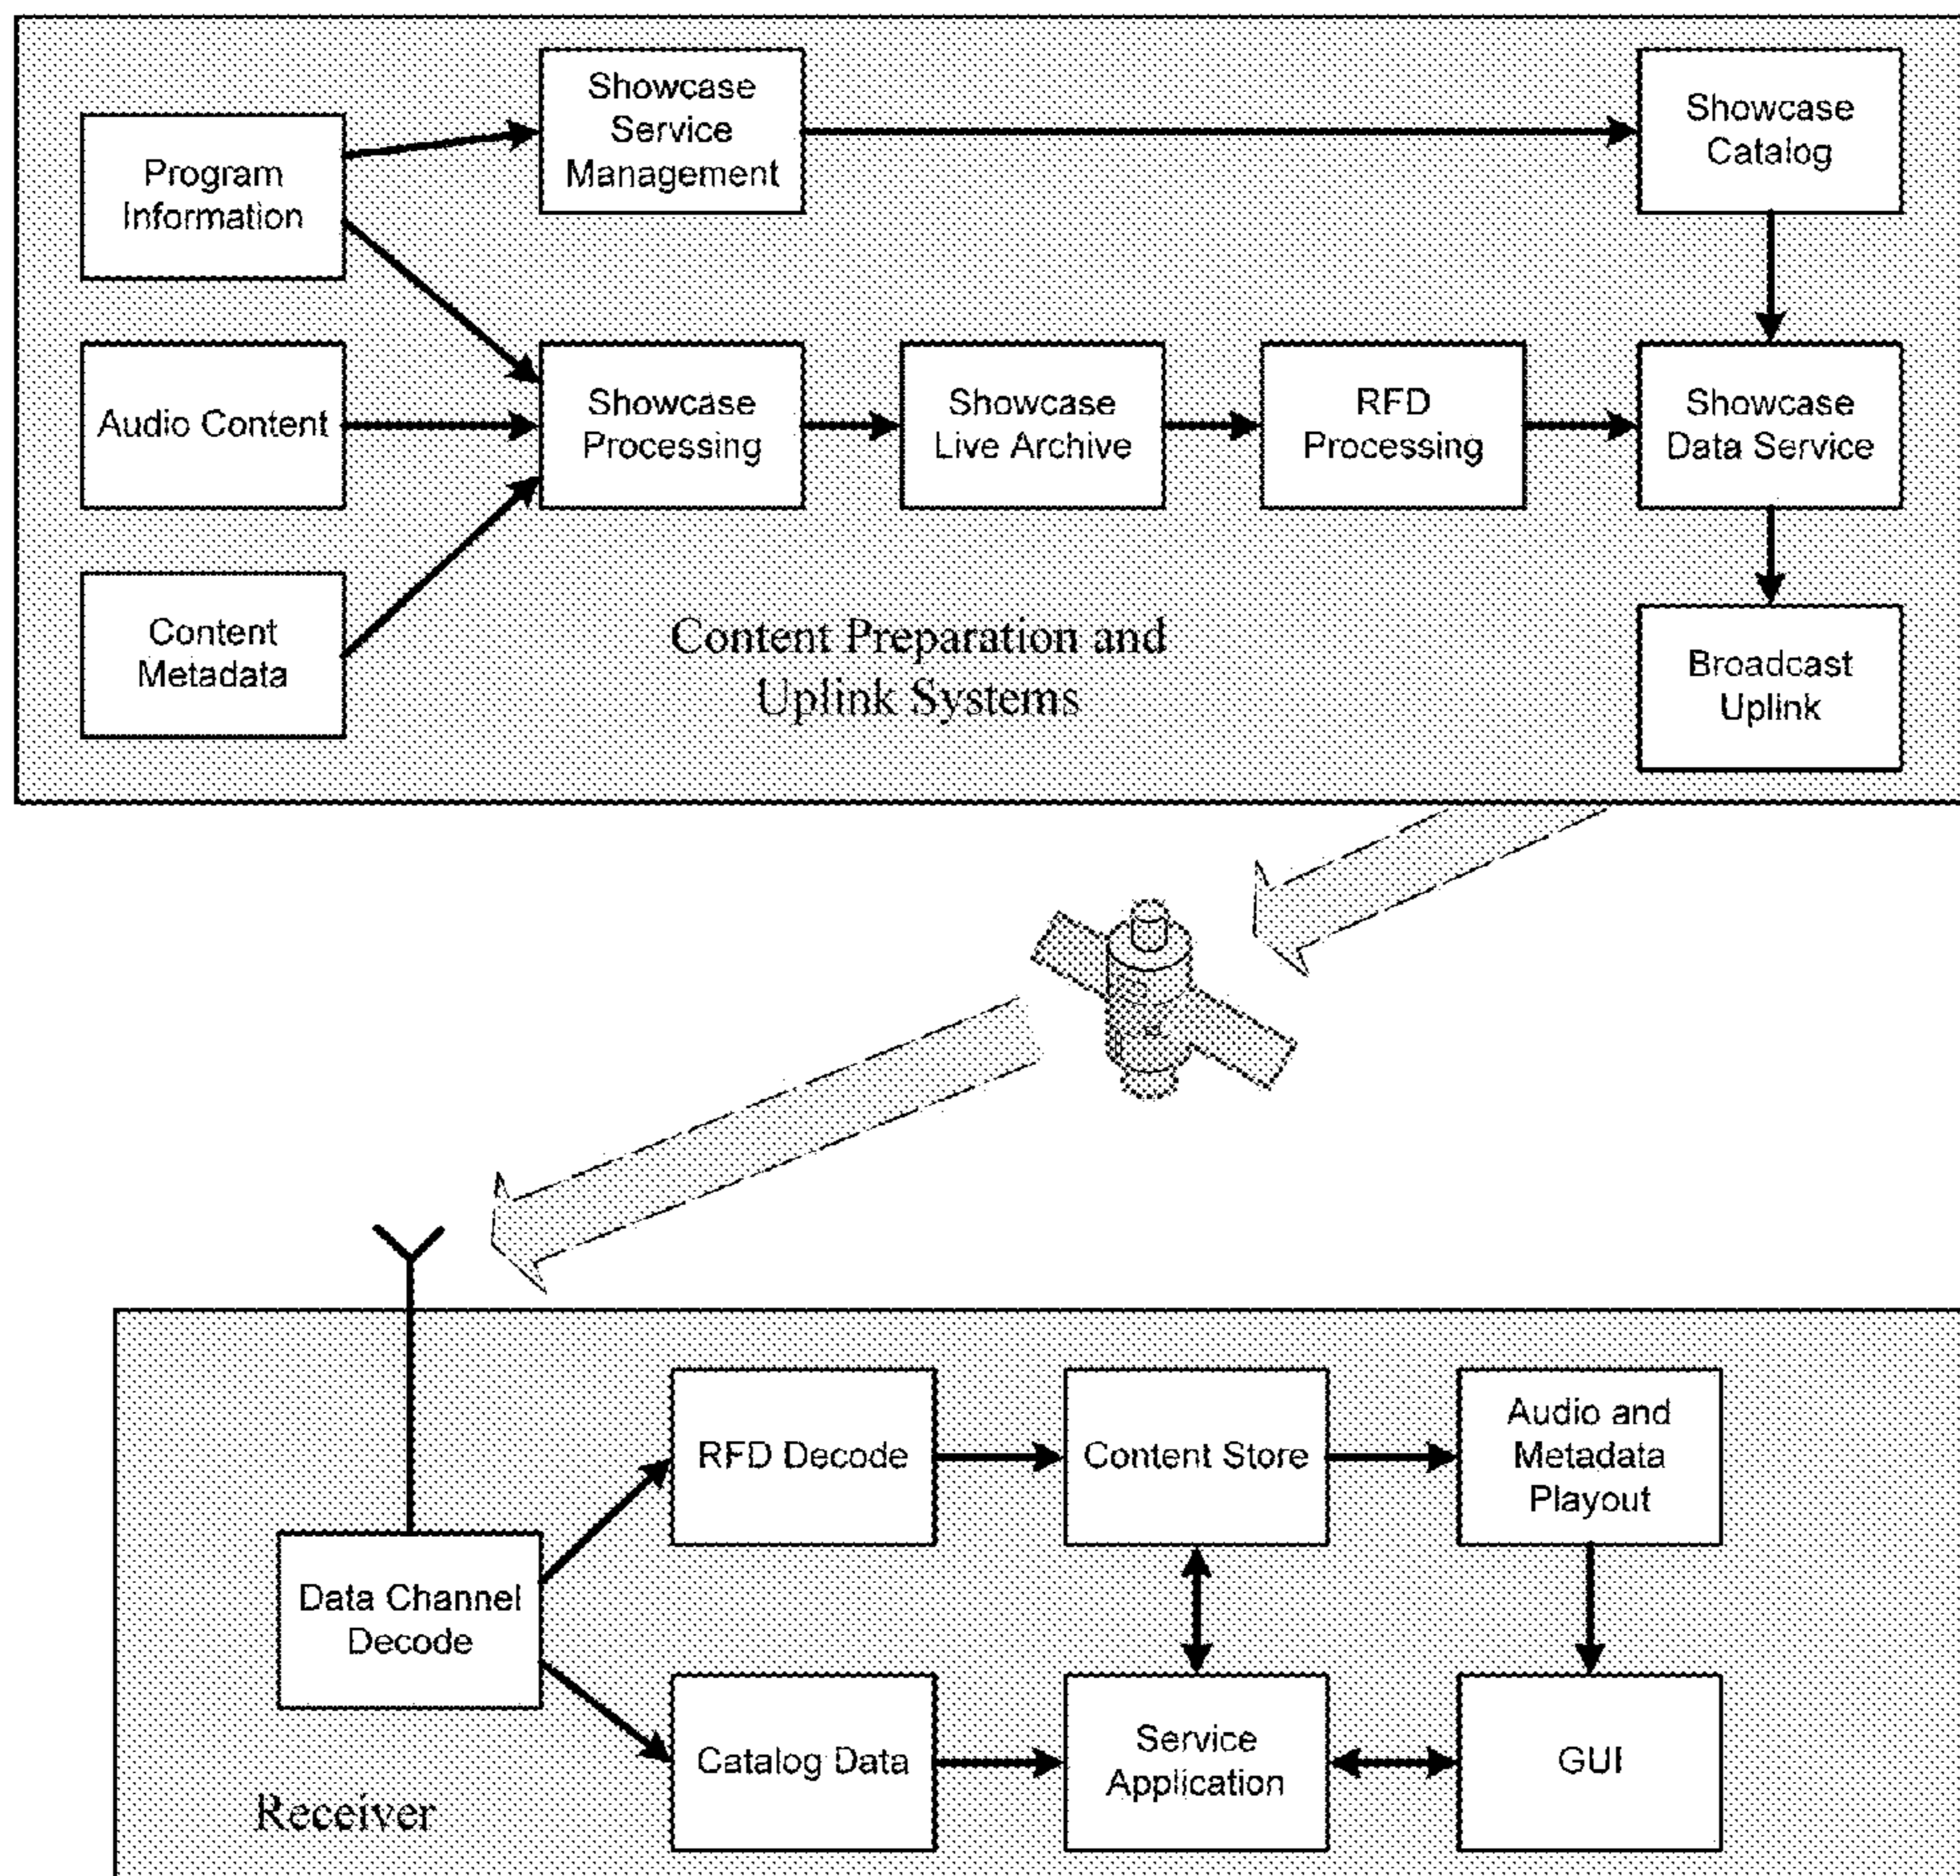 Showcase
Service
Management
Showcase
Catalog
Program
Information
Audio Content
Showcase
Processing
Showcase
Live Archive
RFD
Processing
Showcase
Data Service
Content
Metadata
Content Preparation and
Uplink Systems
Broadcast
Uplink
RFD Decode
Content Store
Audio and
Metadata
Playout
Data Channel
Decode
Catalog Data
Service
Application
GUI
Receiver